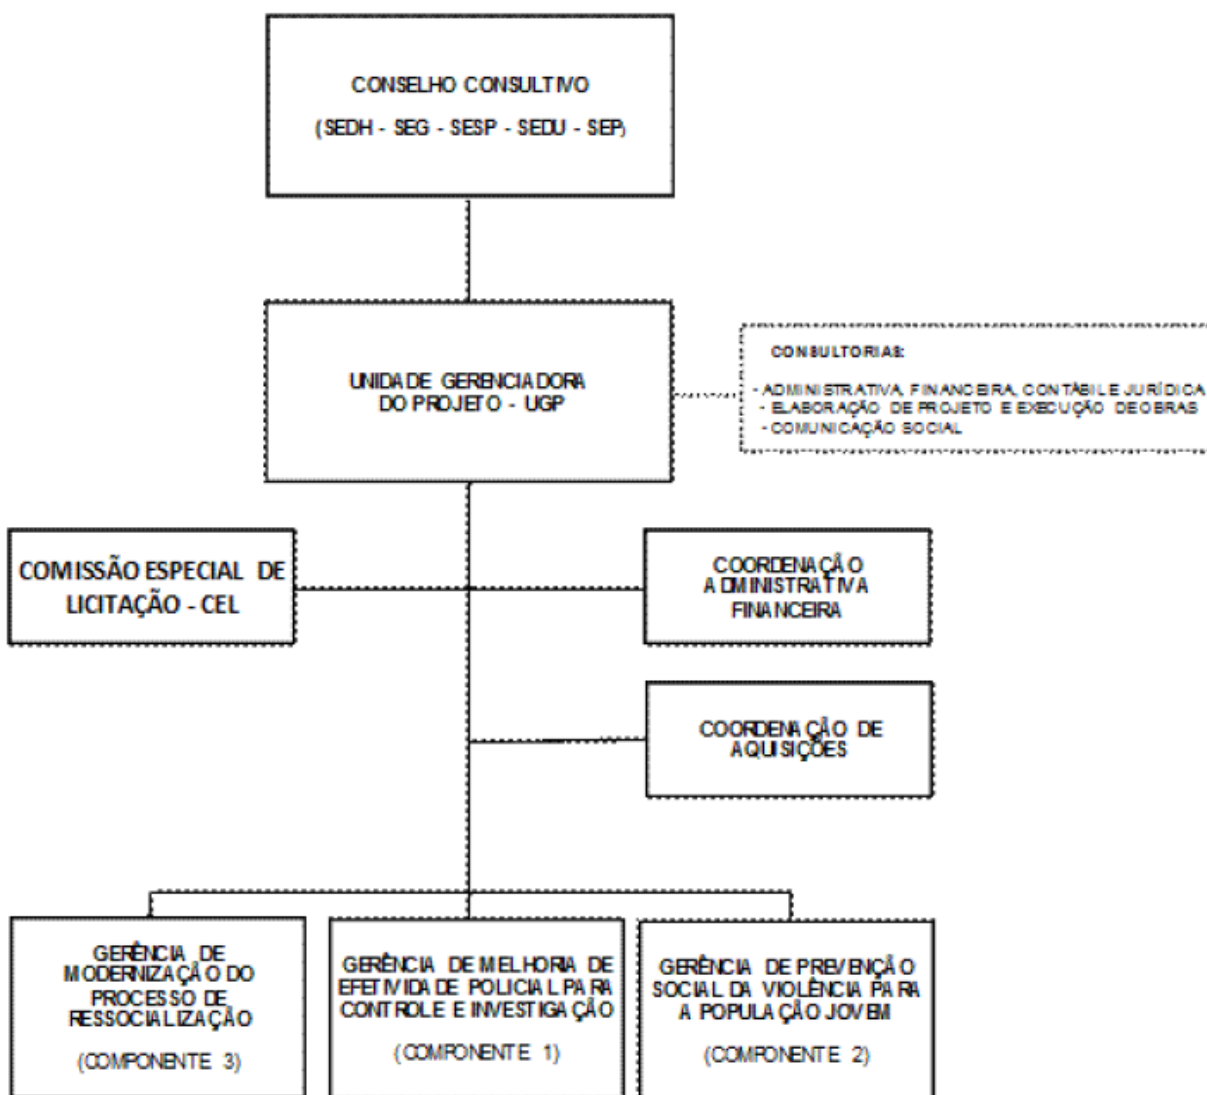 CONSELHO CONSULTIVO
(SEDH - SEG - SESP - SEDU - SEP)
UNIDADE GERENCIADORA
DO PROJETO - UGP
CONSULTORIAS:
- ADMINISTRATIVA, FINANCEIRA, CONTÁBIL E JURÍDICA
- ELABORAÇÃO DE PROJETO E EXECUÇÃO DE OBRAS
- COMUNICAÇÃO SOCIAL
COMISSÃO ESPECIAL DE
LICITAÇÃO - CEL
COORDENAÇÃO
ADMINISTRATIVA
FINANCEIRA
COORDENAÇÃO DE
AQUISIÇÕES
GERÊNCIA DE
MODERNIZAÇÃO DO
PROCESSO DE
RESSOCIALIZAÇÃO
(COMPONENTE 3)
GERÊNCIA DE MELHORIA DE
EFETIVIDADE POLICIAL PARA
CONTROLE E INVESTIGAÇÃO
(COMPONENTE 1)
GERÊNCIA DE PREVENÇÃO
SOCIAL DA VIOLÊNCIA PARA
A POPULAÇÃO JOVEM
(COMPONENTE 2)